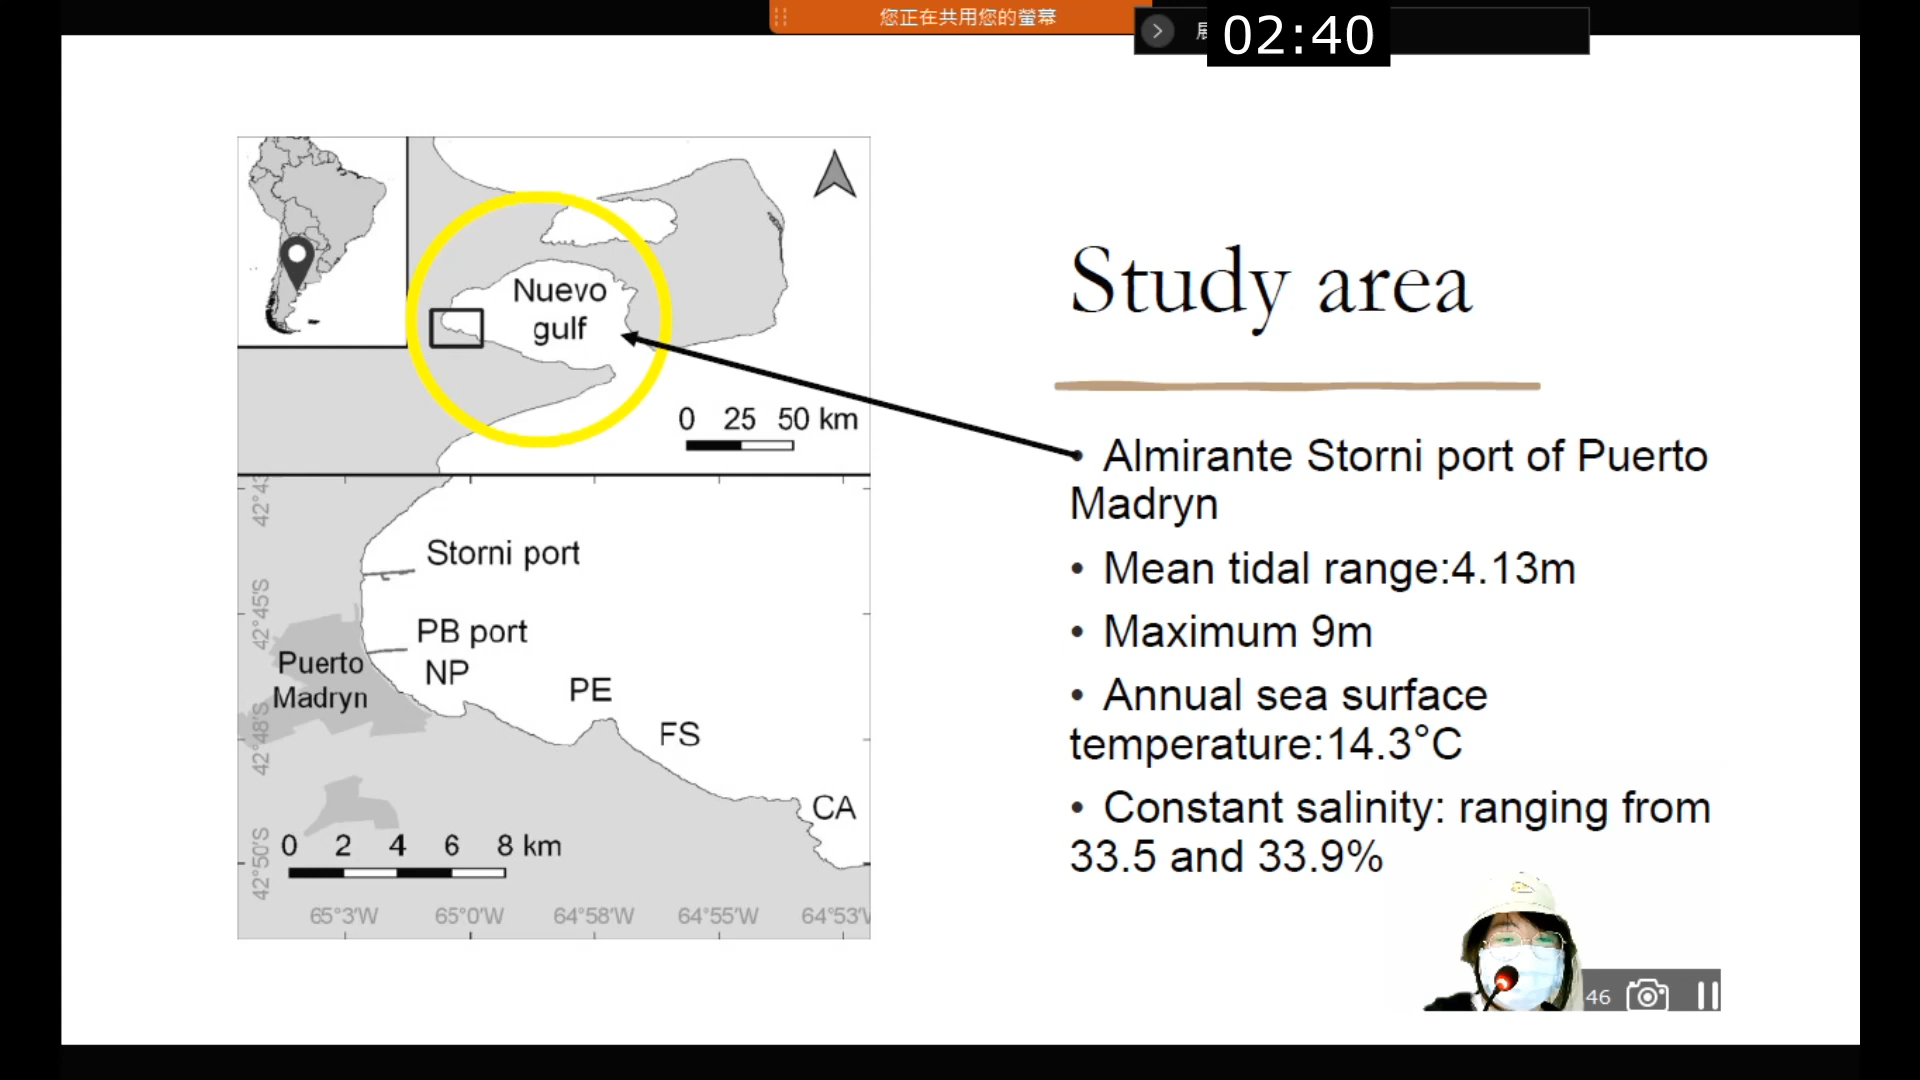 您正在共用您的螢幕
02:40
Nuevo
gulf
0 25 50 km
Storni port
PB port
NP
Puerto
Madryn
PE
FS
CA
0 2 4 6 8 km
42°45'S
42°48'S
42°50'S
65°3'W 65°0'W 64°58'W 64°55'W 64°53'W
Study area
• Almirante Storni port of Puerto
Madryn
• Mean tidal range:4.13m
• Maximum 9m
• Annual sea surface
temperature:14.3°C
• Constant salinity: ranging from
33.5 and 33.9%
46